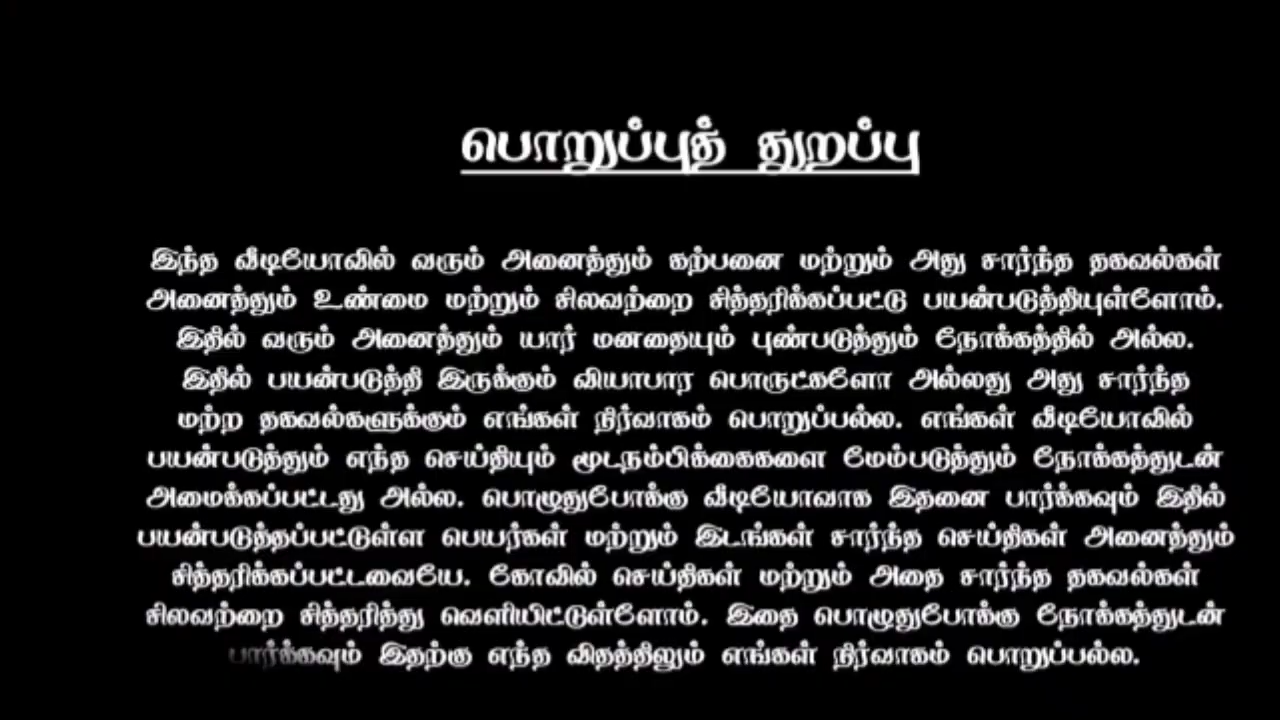 பொறுப்புத் துறப்பு
இந்த வீடியோவில் வரும் அனைத்தும் கற்பனை மற்றும் அது சார்ந்த தகவல்கள்
அனைத்தும் உண்மை மற்றும் சிலவற்றை சித்தரிக்கப்பட்டு பயன்படுத்தியுள்ளோம்.
இதில் வரும் அனைத்தும் யார் மனதையும் புண்படுத்தும் நோக்கத்தில் அல்ல.
இதில் பயன்படுத்தி இருக்கும் வியாபார பொருட்களோ அல்லது அது சார்ந்த
மற்ற தகவல்களுக்கும் எங்கள் நிர்வாகம் பொறுப்பல்ல. எங்கள் வீடியோவில்
பயன்படுத்தும் எந்த செய்தியும் மூடநம்பிக்கைகளை மேம்படுத்தும் நோக்கத்துடன்
அமைக்கப்பட்டது அல்ல. பொழுதுபோக்கு வீடியோவாக இதனை பார்க்கவும் இதில்
பயன்படுத்தப்பட்டுள்ள பெயர்கள் மற்றும் இடங்கள் சார்ந்த செய்திகள் அனைத்தும்
சித்தரிக்கப்பட்டவையே. கோவில் செய்திகள் மற்றும் அதை சார்ந்த தகவல்கள்
சிலவற்றை சித்தரித்து வெளியிட்டுள்ளோம். இதை பொழுதுபோக்கு நோக்கத்துடன்
பார்க்கவும் இதற்கு எந்த விதத்திலும் எங்கள் நிர்வாகம் பொறுப்பல்ல.